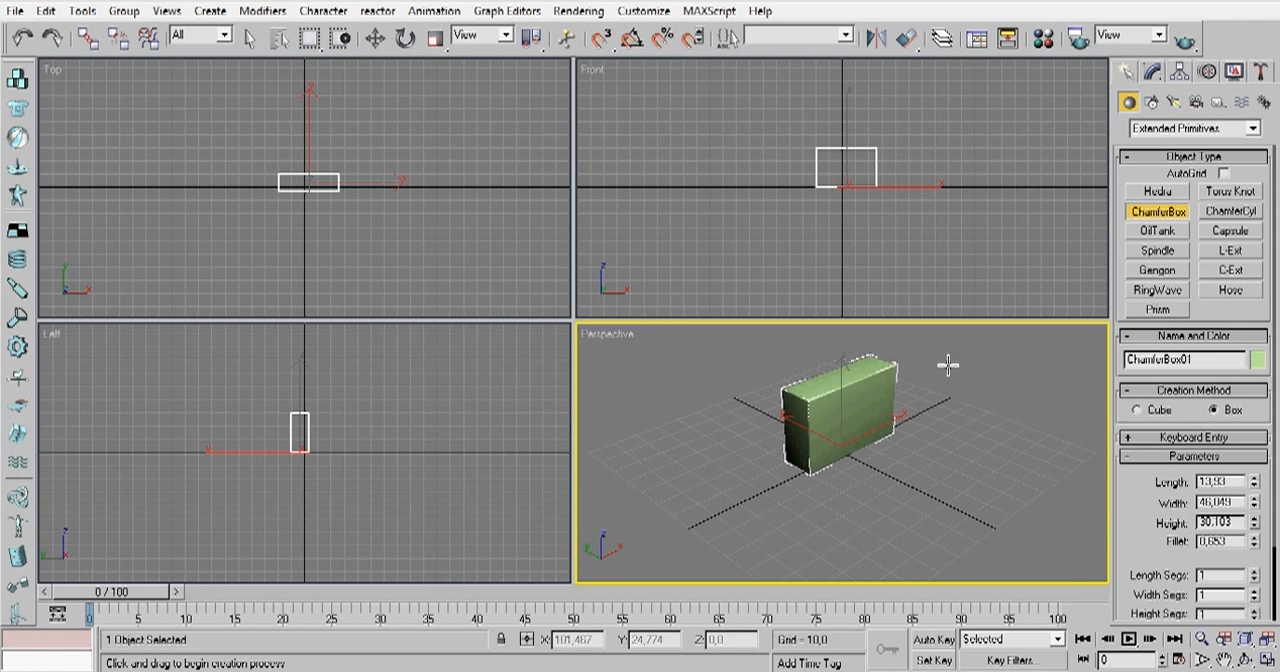 File Edit Tools Group Views Create Modifiers Character reactor Animation Graph Editors Rendering Customize MAXScript Help
All View View
Top Front
Extended Primitives
Object Type
AutoGrid
Hedra Torus Knot
ChamferBox ChamferCyl
OilTank Capsule
Spindle L-Ext
Gengon C-Ext
RingWave Hose
Prism
Left Perspective
Name and Color
ChamferBox01
Creation Method
Cube Box
Keyboard Entry
Parameters
Length: 13,93
Width: 46,049
Height: 30,103
Fillet: 0,653
Length Segs: 1
Width Segs: 1
Height Segs: 1
0 / 100
0 5 10 15 20 25 30 35 40 45 50 55 60 65 70 75 80 85 90 95 100
1 Object Selected X: 101,467 Y: 24,774 Z: 0,0 Grid = 10,0 Auto Key Selected
Click and drag to begin creation process Add Time Tag Set Key Key Filters... 0